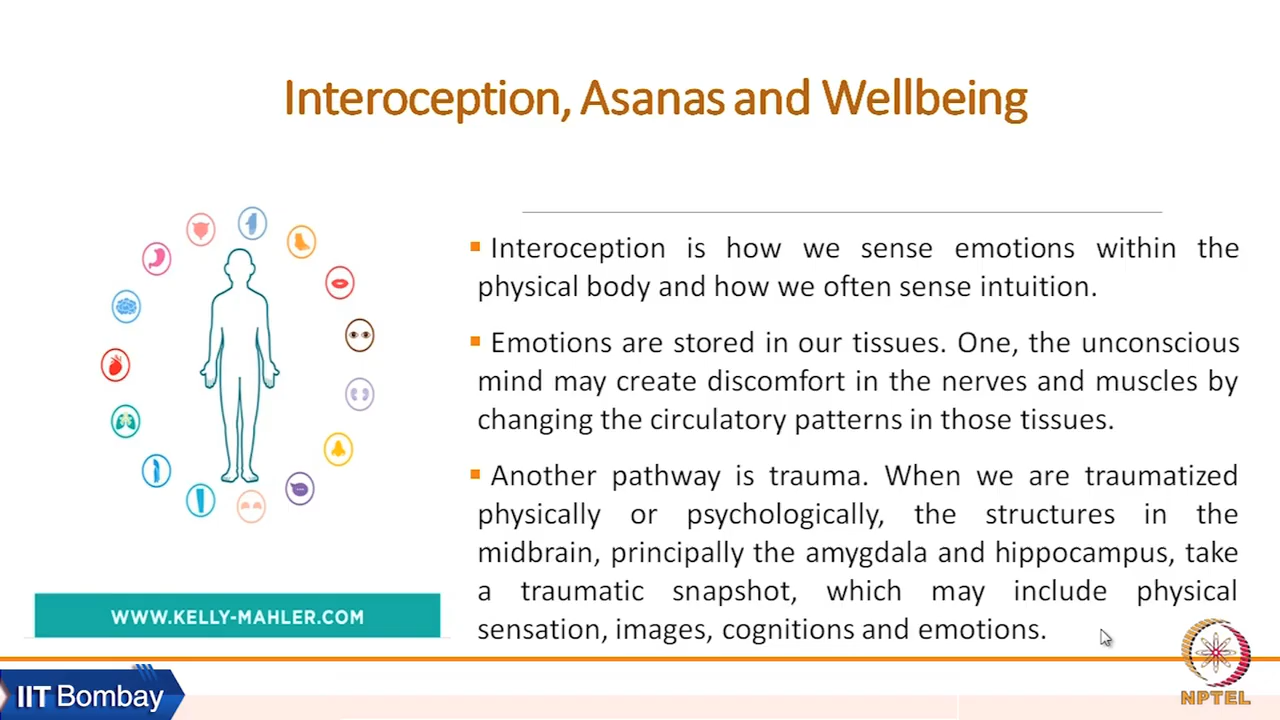 Interoception, Asanas and Wellbeing
Interoception is how we sense emotions within the
physical body and how we often sense intuition.
Emotions are stored in our tissues. One, the unconscious
mind may create discomfort in the nerves and muscles by
changing the circulatory patterns in those tissues.
Another pathway is trauma. When we are traumatized
physically or psychologically, the structures in the
midbrain, principally the amygdala and hippocampus, take
a traumatic snapshot, which may include physical
sensation, images, cognitions and emotions.
WWW.KELLY-MAHLER.COM
IIT Bombay
NPTEL